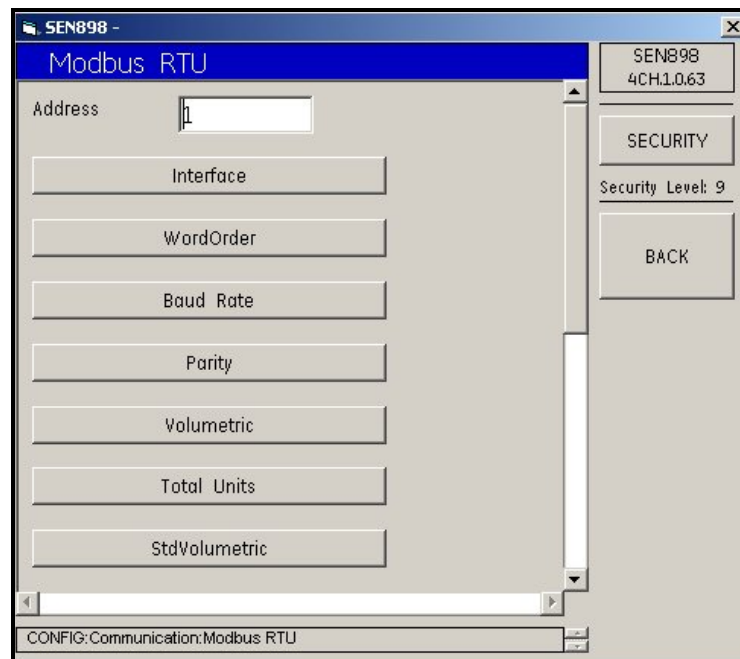 SEN898 -
Modbus RTU
Address
1
Interface
WordOrder
Baud Rate
Parity
Volumetric
Total Units
StdVolumetric
SEN898
4CH.1.0.63
SECURITY
Security Level: 9
BACK
CONFIG:Communication:Modbus RTU